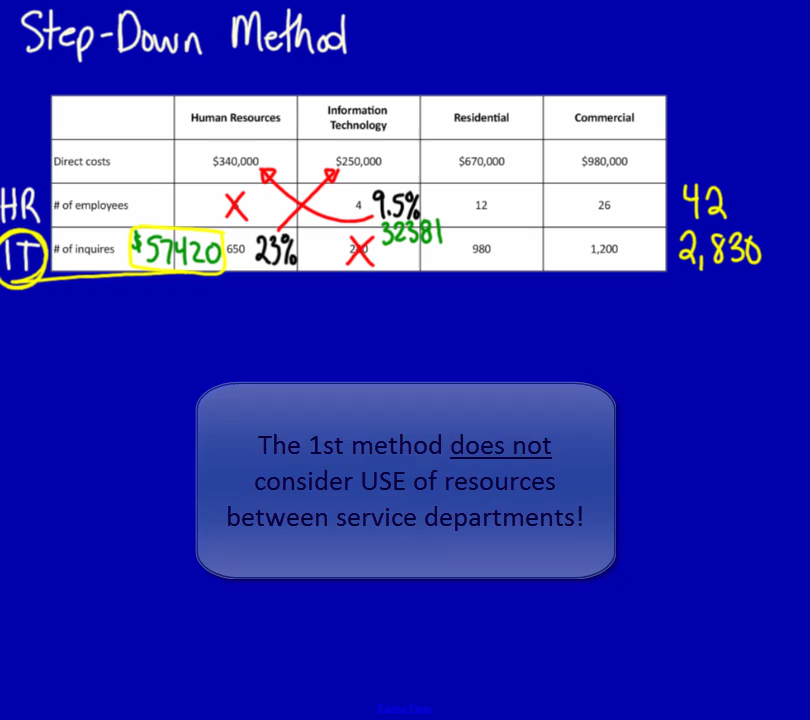 Step-Down Method
Human Resources Information Technology Residential Commercial
Direct costs $340,000 $250,000 $670,000 $980,000
HR # of employees X 4 9.5% 12 26 42
32381
IT # of inquires $57420 650 23% X 980 1,200 2,830
The 1st method does not
consider USE of resources
between service departments!